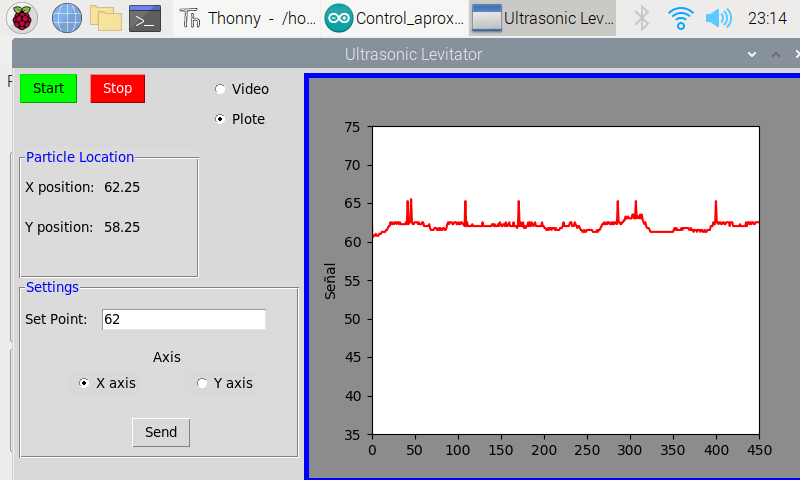 Thonny - /ho... Control_aprox... Ultrasonic Lev... 23:14
Ultrasonic Levitator
Start Stop
Video
Plote
Particle Location
X position: 62.25
Y position: 58.25
Settings
Set Point: 62
Axis
X axis Y axis
Send
Señal
75
70
65
60
55
50
45
40
35
0 50 100 150 200 250 300 350 400 450